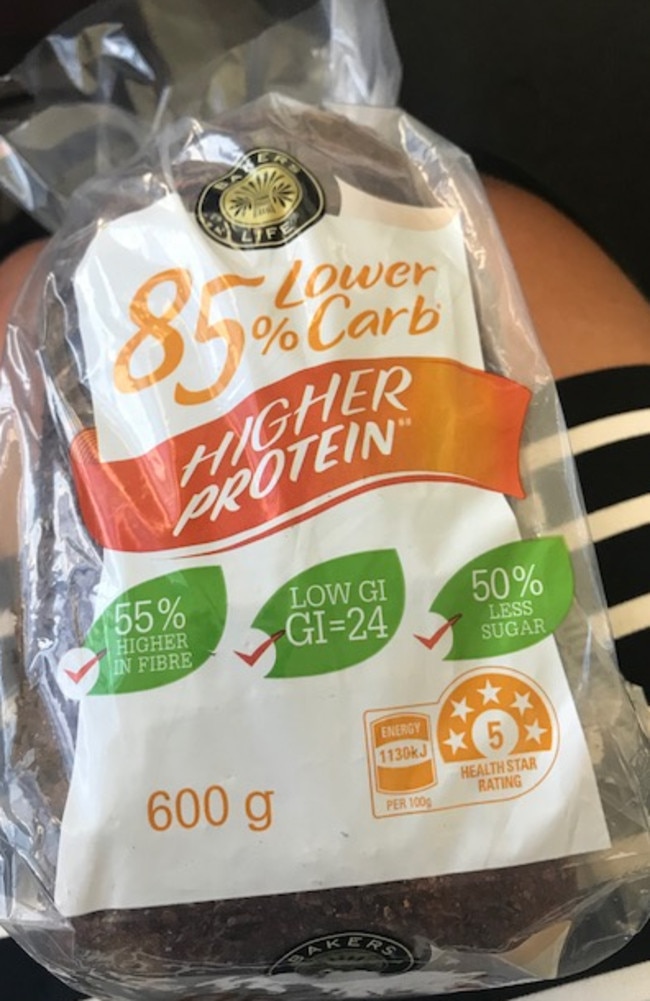 BAKERS
LIFE
85% Lower
Carb
HIGHER
PROTEIN**
55%
HIGHER
IN FIBRE
LOW GI
GI=24
50%
LESS
SUGAR
ENERGY
1130kJ
PER 100g
5
HEALTH STAR
RATING
600 g
BAKERS